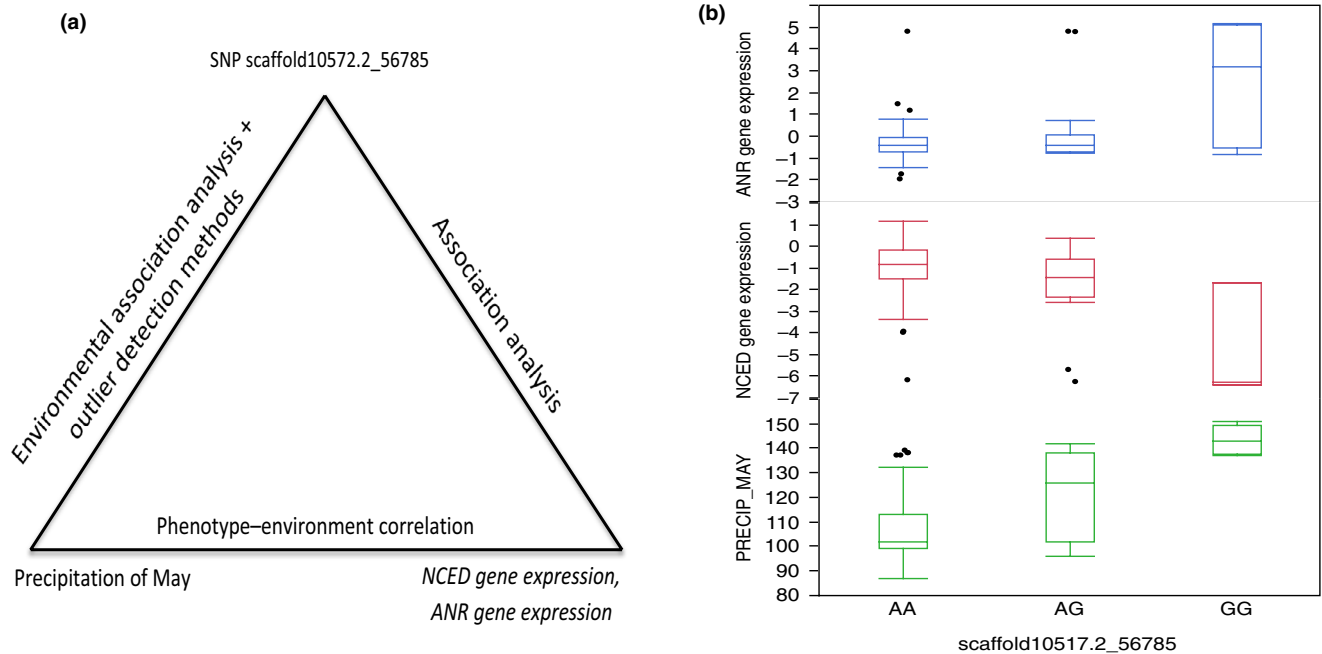 (a)
SNP scaffold10572.2_56785
Environmental association analysis +
outlier detection methods
Association analysis
Phenotype–environment correlation
Precipitation of May
NCED gene expression,
ANR gene expression
(b)
ANR gene expression
5
4
3
2
1
0
−1
−2
−3
NCED gene expression
1
0
−1
−2
−3
−4
−5
−6
−7
PRECIP_MAY
150
140
130
120
110
100
90
80
AA
AG
GG
scaffold10517.2_56785